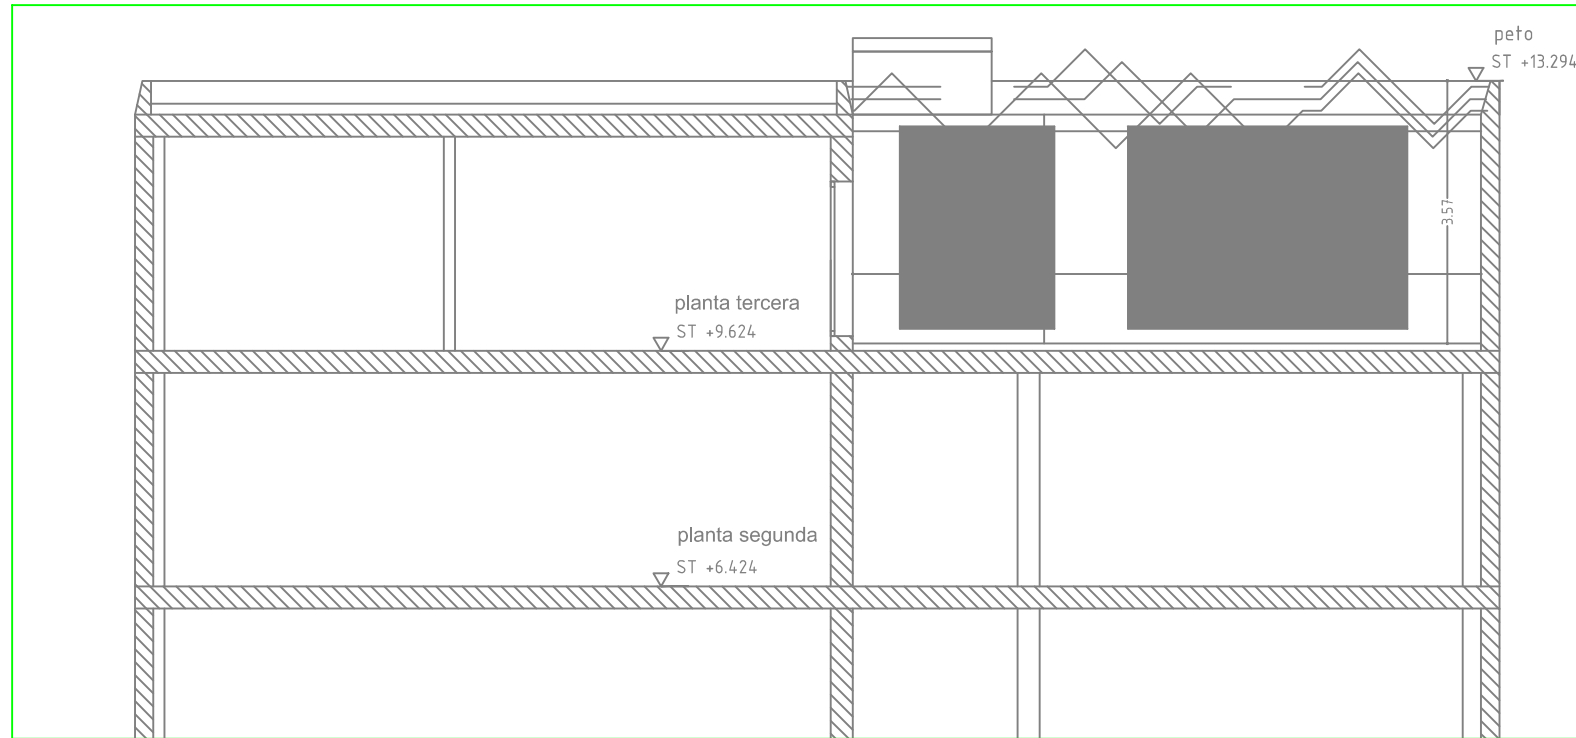 peto
ST +13.294
3.57
planta tercera
ST +9.624
planta segunda
ST +6.424